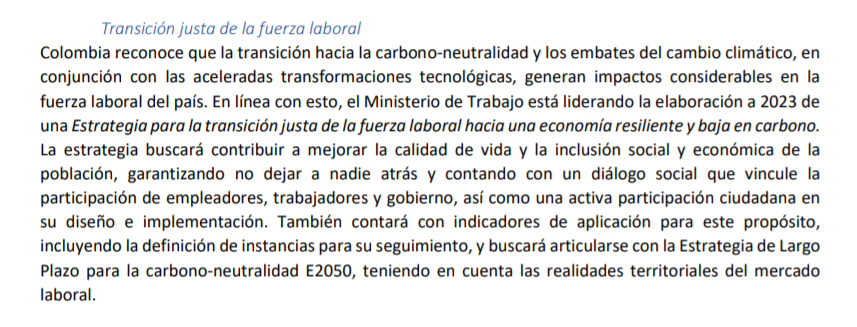 Transición justa de la fuerza laboral
Colombia reconoce que la transición hacia la carbono-neutralidad y los embates del cambio climático, en
conjunción con las aceleradas transformaciones tecnológicas, generan impactos considerables en la
fuerza laboral del país. En línea con esto, el Ministerio de Trabajo está liderando la elaboración a 2023 de
una Estrategia para la transición justa de la fuerza laboral hacia una economía resiliente y baja en carbono.
La estrategia buscará contribuir a mejorar la calidad de vida y la inclusión social y económica de la
población, garantizando no dejar a nadie atrás y contando con un diálogo social que vincule la
participación de empleadores, trabajadores y gobierno, así como una activa participación ciudadana en
su diseño e implementación. También contará con indicadores de aplicación para este propósito,
incluyendo la definición de instancias para su seguimiento, y buscará articularse con la Estrategia de Largo
Plazo para la carbono-neutralidad E2050, teniendo en cuenta las realidades territoriales del mercado
laboral.